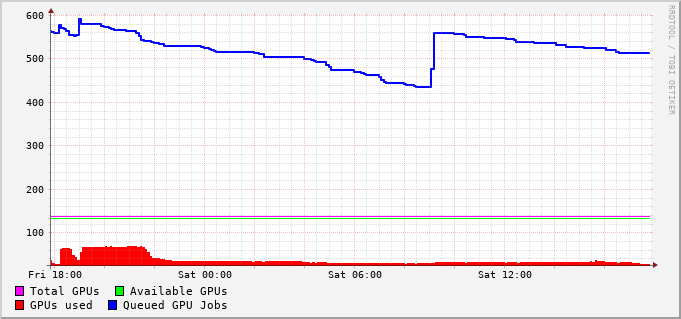 600
500
400
300
200
100
Fri 18:00 Sat 00:00 Sat 06:00 Sat 12:00
Total GPUs Available GPUs
GPUs used Queued GPU Jobs
RRDTOOL / TOBI OETIKER